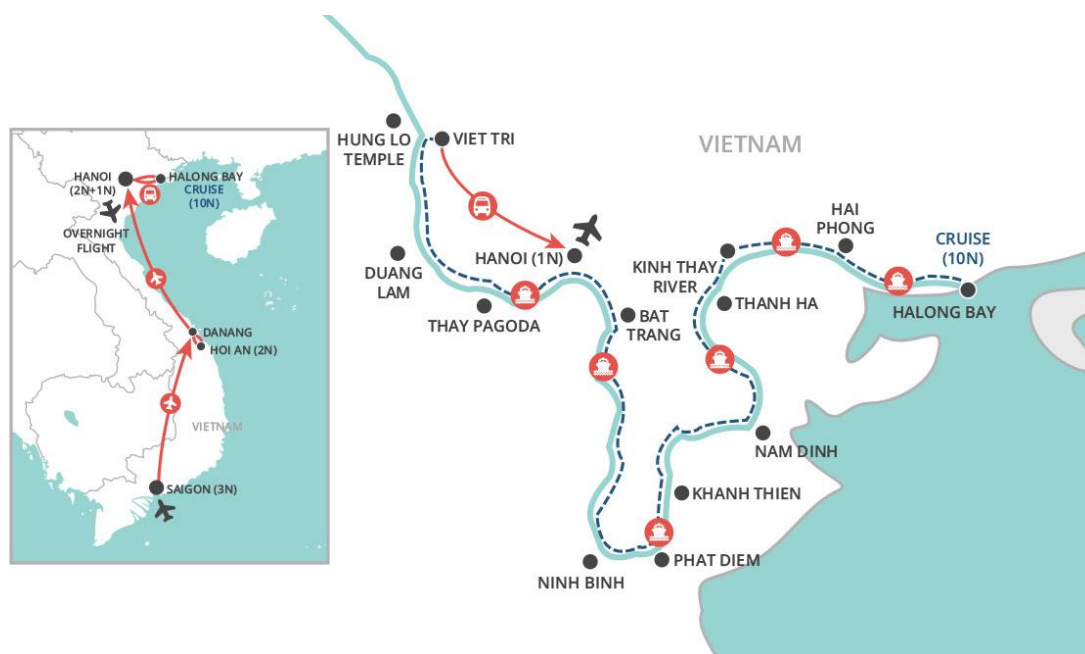 HANOI
(2N+1N)
HALONG BAY
CRUISE
(10N)
OVERNIGHT
FLIGHT
DANANG
HOI AN (2N)
VIETNAM
SAIGON (3N)
HUNG LO
TEMPLE
VIET TRI
VIETNAM
DUANG
LAM
HANOI (1N)
THAY PAGODA
BAT
TRANG
KINH THAY
RIVER
HAI
PHONG
CRUISE
(10N)
HALONG BAY
THANH HA
NAM DINH
KHANH THIEN
PHAT DIEM
NINH BINH